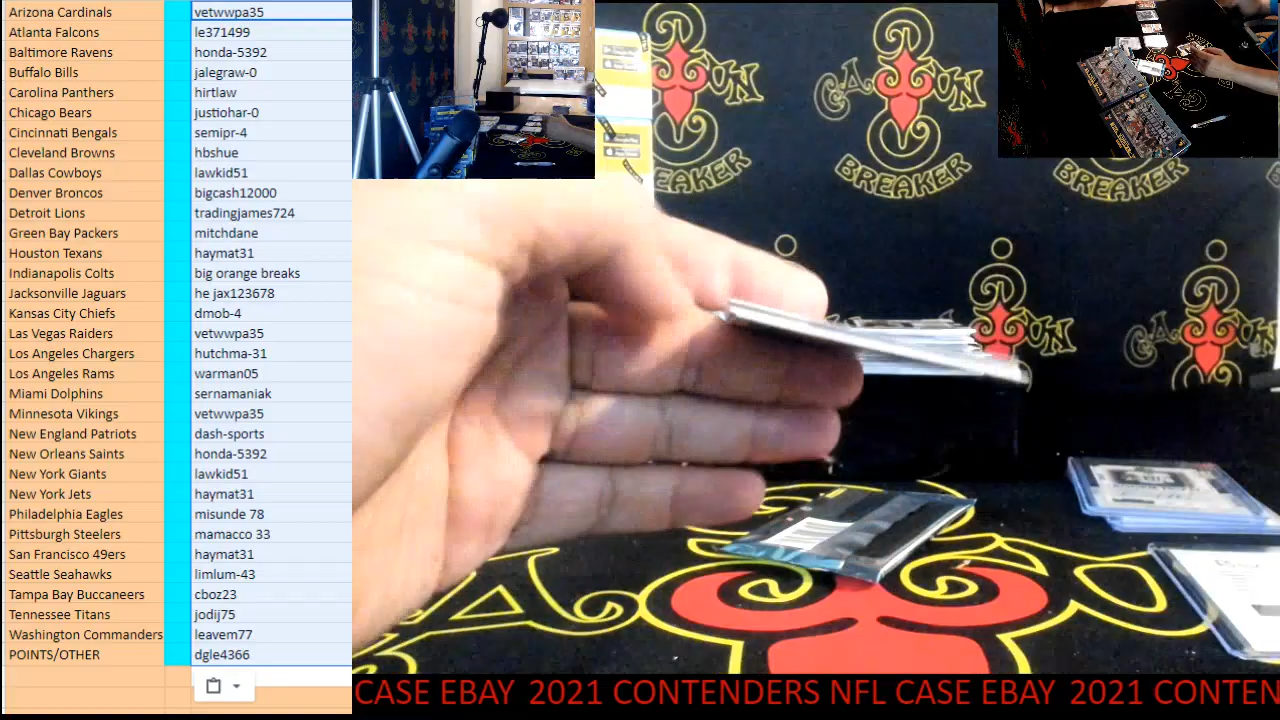 Arizona Cardinals vetwwpa35
Atlanta Falcons le371499
Baltimore Ravens honda-5392
Buffalo Bills jalegraw-0
Carolina Panthers hirtlaw
Chicago Bears justiohar-0
Cincinnati Bengals semipr-4
Cleveland Browns hbshue
Dallas Cowboys lawkid51
Denver Broncos bigcash12000
Detroit Lions tradingjames724
Green Bay Packers mitchdane
Houston Texans haymat31
Indianapolis Colts big orange breaks
Jacksonville Jaguars he jax123678
Kansas City Chiefs dmob-4
Las Vegas Raiders vetwwpa35
Los Angeles Chargers hutchma-31
Los Angeles Rams warman05
Miami Dolphins sernamaniak
Minnesota Vikings vetwwpa35
New England Patriots dash-sports
New Orleans Saints honda-5392
New York Giants lawkid51
New York Jets haymat31
Philadelphia Eagles misunde 78
Pittsburgh Steelers mamacco 33
San Francisco 49ers haymat31
Seattle Seahawks limlum-43
Tampa Bay Buccaneers cboz23
Tennessee Titans jodij75
Washington Commanders leavem77
POINTS/OTHER dgle4366
BREAKER
BREAKER
CASE EBAY 2021 CONTENDERS NFL CASE EBAY 2021 CONTEN